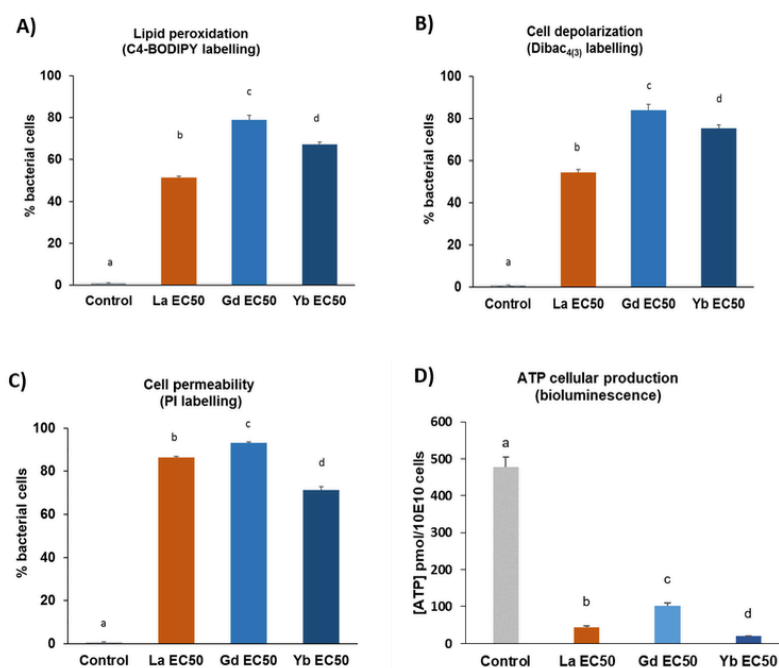 A)
Lipid peroxidation
(C4-BODIPY labelling)
% bacterial cells
100
80
60
40
20
0
a
b
c
d
Control La EC50 Gd EC50 Yb EC50
B)
Cell depolarization
(Dibac4(3) labelling)
% bacterial cells
100
80
60
40
20
0
a
b
c
d
Control La EC50 Gd EC50 Yb EC50
C)
Cell permeability
(PI labelling)
% bacterial cells
100
80
60
40
20
0
a
b
c
d
Control La EC50 Gd EC50 Yb EC50
D)
ATP cellular production
(bioluminescence)
[ATP] pmol/10E10 cells
600
500
400
300
200
100
0
a
b
c
d
Control La EC50 Gd EC50 Yb EC50